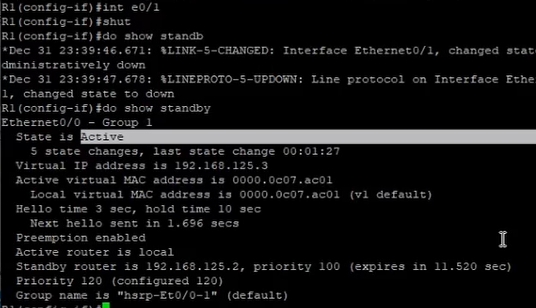 R1(config-if)#int e0/1
R1(config-if)#shut
R1(config-if)#do show standb
*Dec 31 23:39:46.671: %LINK-5-CHANGED: Interface Ethernet0/1, changed state
dministratively down
*Dec 31 23:39:47.678: %LINEPROTO-5-UPDOWN: Line protocol on Interface Ethe
1, changed state to down
R1(config-if)#do show standby
Ethernet0/0 - Group 1
State is Active
5 state changes, last state change 00:01:27
Virtual IP address is 192.168.125.3
Active virtual MAC address is 0000.0c07.ac01
Local virtual MAC address is 0000.0c07.ac01 (v1 default)
Hello time 3 sec, hold time 10 sec
Next hello sent in 1.696 secs
Preemption enabled
Active router is local
Standby router is 192.168.125.2, priority 100 (expires in 11.520 sec)
Priority 120 (configured 120)
Group name is "hsrp-Et0/0-1" (default)